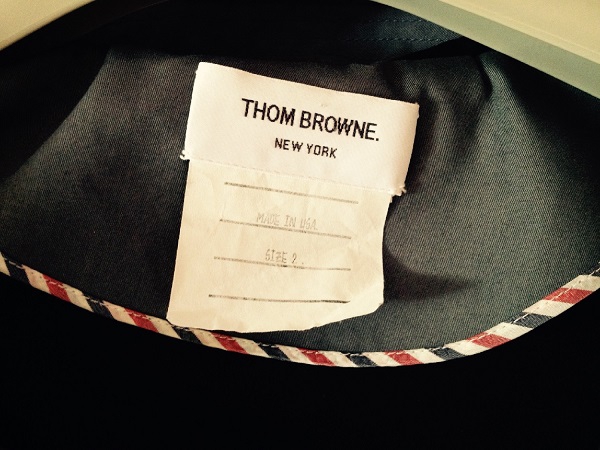 THOM BROWNE.
NEW YORK
MADE IN USA
SIZE 2